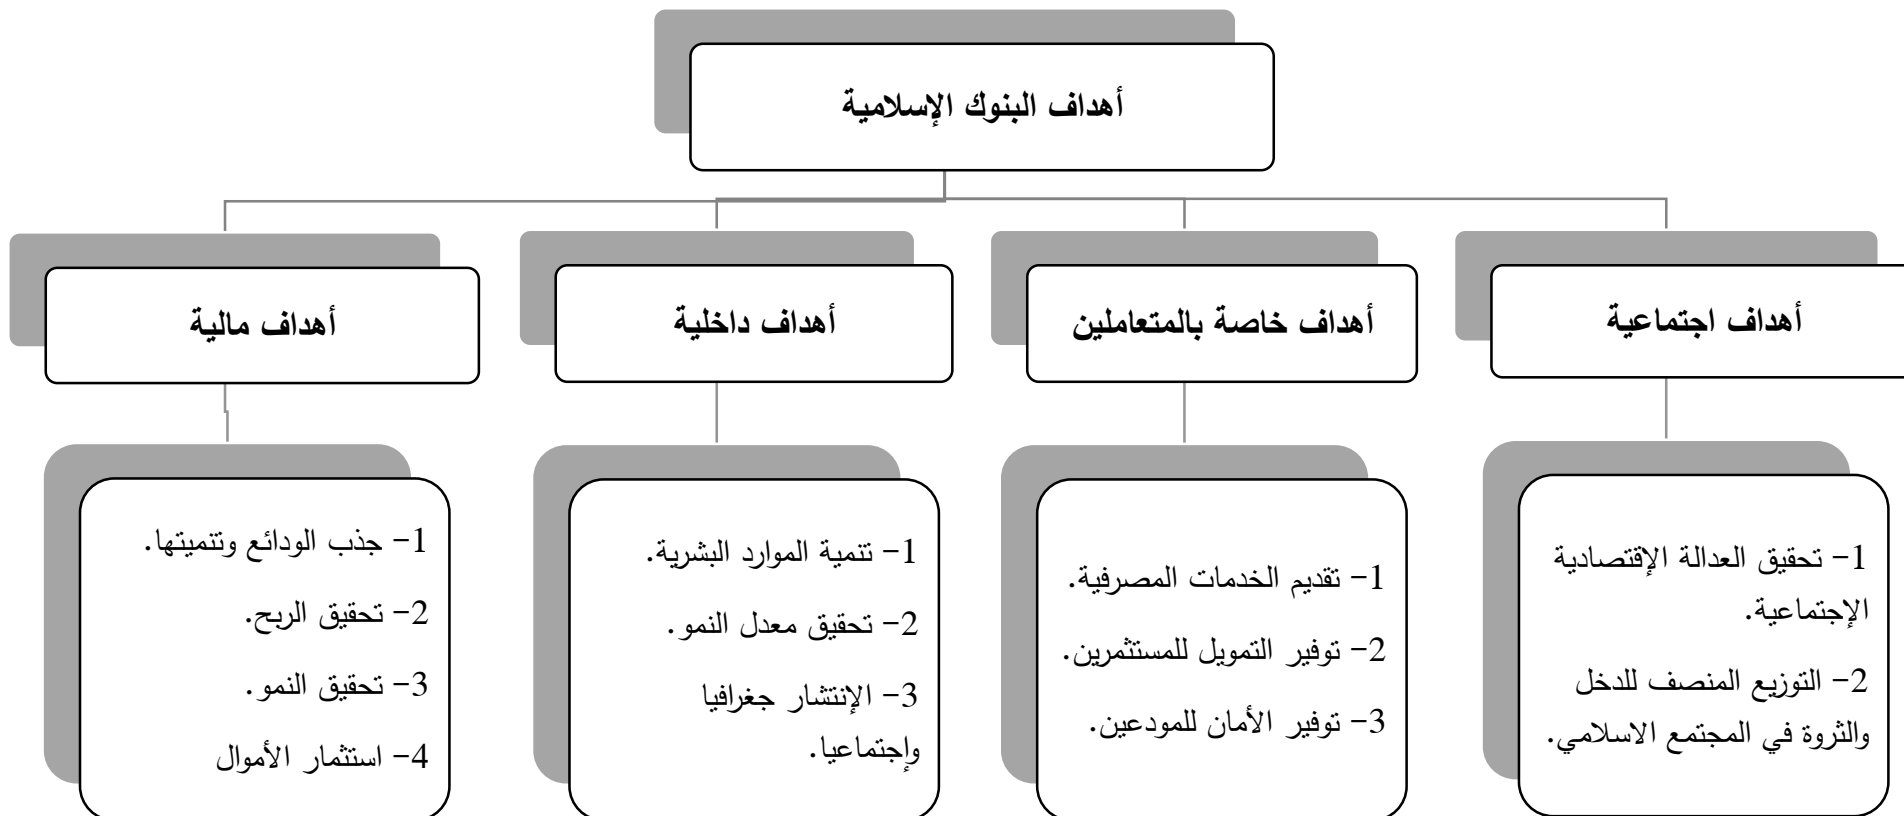 أهداف البنوك الإسلامية
أهداف اجتماعية
أهداف خاصة بالمتعاملين
أهداف داخلية
أهداف مالية
1- تحقيق العدالة الإقتصادية
الإجتماعية.
2- التوزيع المنصف للدخل
والثروة في المجتمع الاسلامي.
1- تقديم الخدمات المصرفية.
2- توفير التمويل للمستثمرين.
3- توفير الأمان للمودعين.
1- تنمية الموارد البشرية.
2- تحقيق معدل النمو.
3- الإنتشار جغرافيا
وإجتماعيا.
1- جذب الودائع وتنميتها.
2- تحقيق الربح.
3- تحقيق النمو.
4- استثمار الأموال